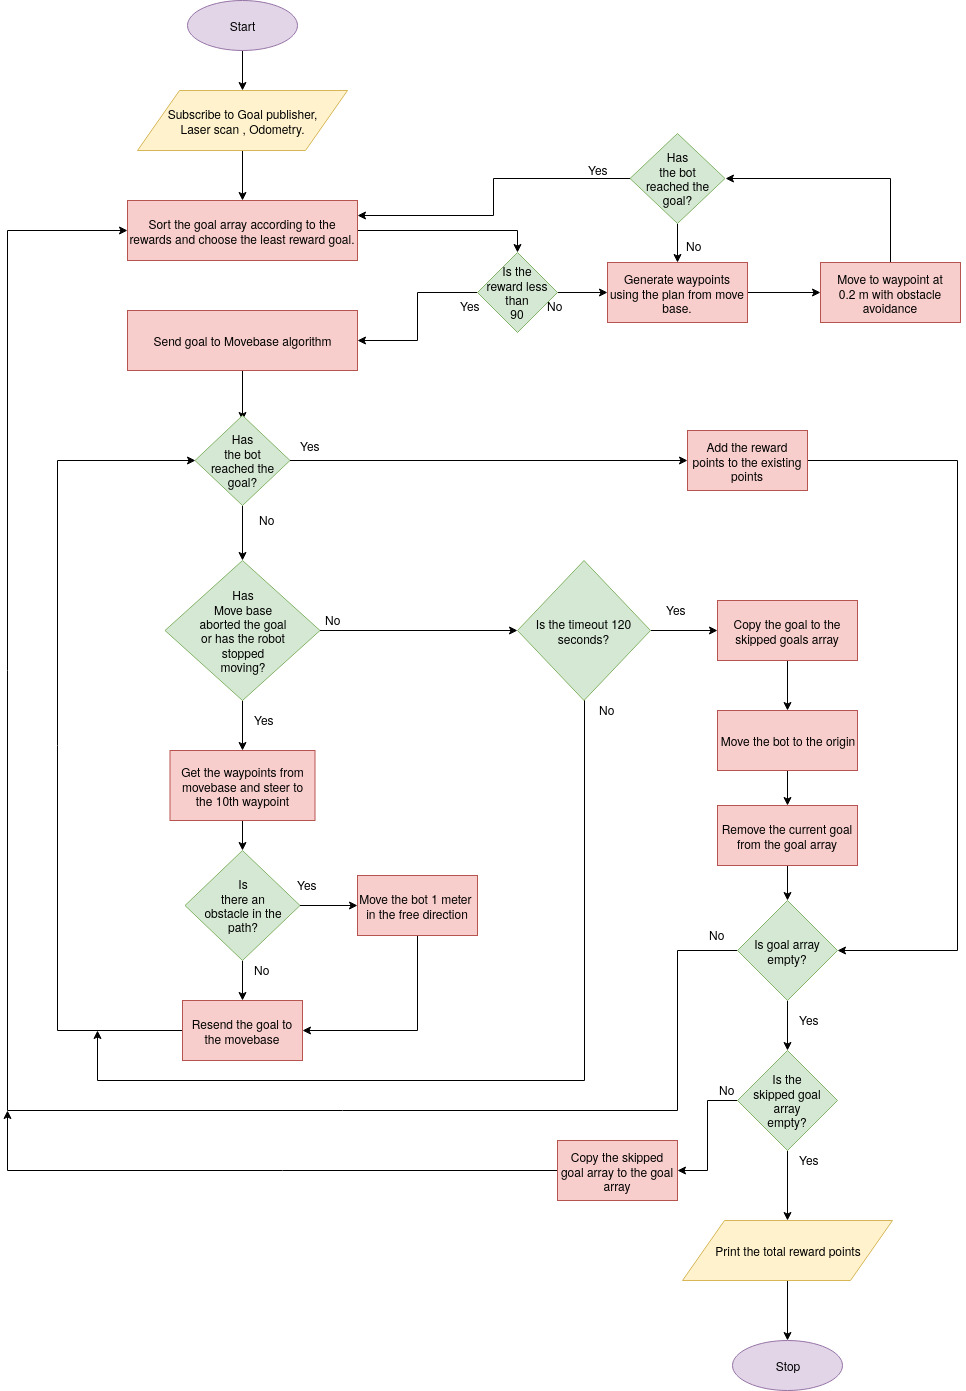 Start
Subscribe to Goal publisher,
Laser scan , Odometry.
Sort the goal array according to the
rewards and choose the least reward goal.
Yes
Has
the bot
reached the
goal?
No
Is the
reward less
than
90
Yes
No
Generate waypoints
using the plan from move
base.
Move to waypoint at
0.2 m with obstacle
avoidance
Send goal to Movebase algorithm
Has
the bot
reached the
goal?
Yes
No
Add the reward
points to the existing
points
Has
Move base
aborted the goal
or has the robot
stopped
moving?
No
Yes
Is the timeout 120
seconds?
Yes
No
Copy the goal to the
skipped goals array
Move the bot to the origin
Remove the current goal
from the goal array
Get the waypoints from
movebase and steer to
the 10th waypoint
Is
there an
obstacle in the
path?
Yes
No
Move the bot 1 meter
in the free direction
Resend the goal to
the movebase
Is goal array
empty?
No
Yes
Is the
skipped goal
array
empty?
No
Yes
Copy the skipped
goal array to the goal
array
Print the total reward points
Stop